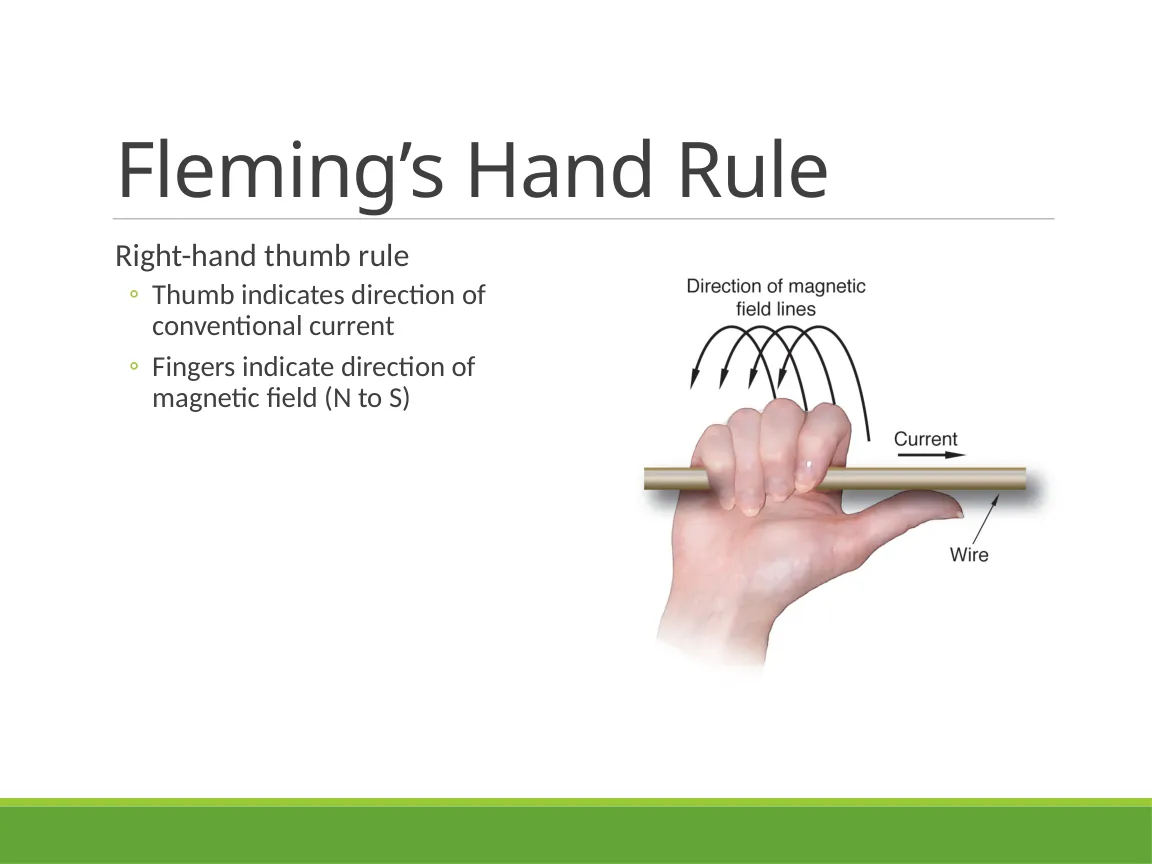 Fleming’s Hand Rule
Right-hand thumb rule
◦ Thumb indicates direction of
conventional current
◦ Fingers indicate direction of
magnetic field (N to S)
Direction of magnetic
field lines
Current
Wire